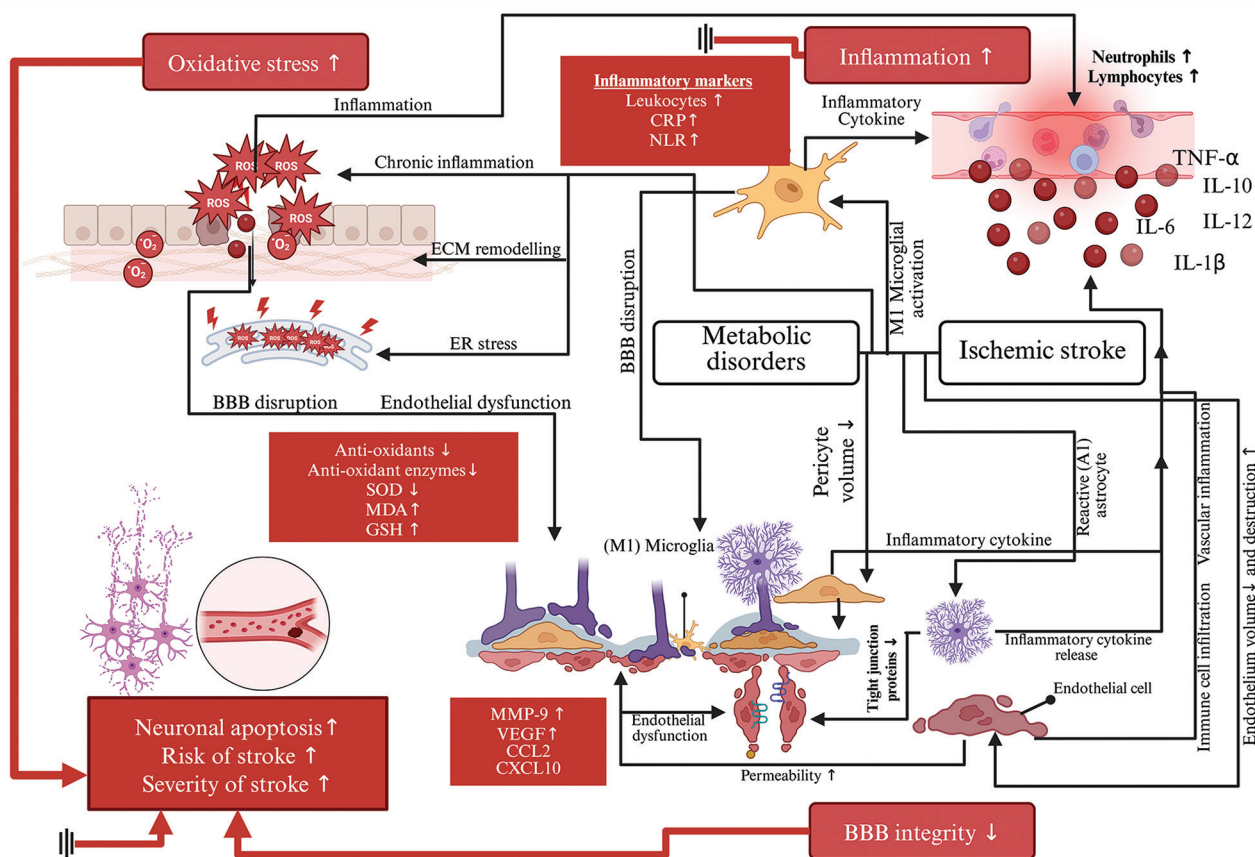 Oxidative stress ↑
Inflammation ↑
Neutrophils ↑
Lymphocytes ↑
Inflammatory markers
Leukocytes ↑
CRP↑
NLR ↑
Inflammation
Inflammatory
Cytokine
ROS
ROS
ROS
ROS
Chronic inflammation
TNF-α
IL-10
IL-6
IL-12
IL-1β
•O₂⁻
•O₂⁻
ECM remodelling
M1 Microglial
activation
BBB disruption
ROS
ROS
ROS
ROS
ROS
ER stress
Metabolic
disorders
Ischemic stroke
BBB disruption
Endothelial dysfunction
Pericyte
volume ↓
Reactive (A1)
astrocyte
Anti-oxidants ↓
Anti-oxidant enzymes↓
SOD ↓
MDA↑
GSH ↑
(M1) Microglia
Inflammatory cytokine
Vascular inflammation
Immune cell infiltration
Endothelium volume↓ and destruction ↑
Tight junction
proteins ↓
Inflammatory cytokine
release
Endothelial cell
Neuronal apoptosis↑
Risk of stroke ↑
Severity of stroke ↑
MMP-9 ↑
VEGF↑
CCL2
CXCL10
Endothelial
dysfunction
Permeability ↑
BBB integrity ↓